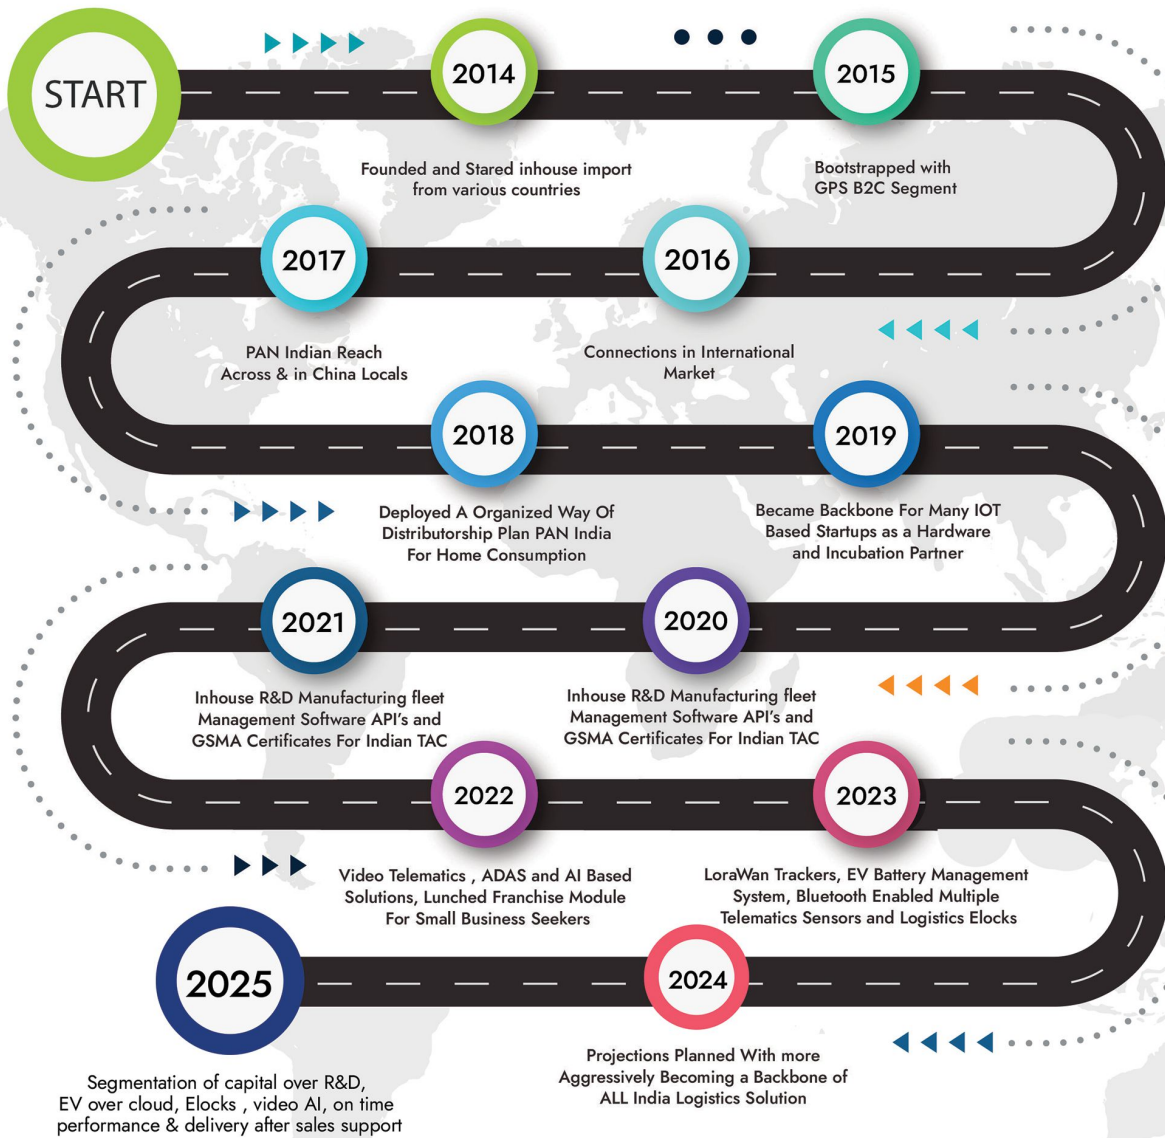 START
2014
Founded and Stared inhouse import
from various countries
2015
Bootstrapped with
GPS B2C Segment
2016
Connections in International
Market
2017
PAN Indian Reach
Across & in China Locals
2018
Deployed A Organized Way Of
Distributorship Plan PAN India
For Home Consumption
2019
Became Backbone For Many IOT
Based Startups as a Hardware
and Incubation Partner
2020
Inhouse R&D Manufacturing fleet
Management Software API's and
GSMA Certificates For Indian TAC
2021
Inhouse R&D Manufacturing fleet
Management Software API's and
GSMA Certificates For Indian TAC
2022
Video Telematics , ADAS and AI Based
Solutions, Lunched Franchise Module
For Small Business Seekers
2023
LoraWan Trackers, EV Battery Management
System, Bluetooth Enabled Multiple
Telematics Sensors and Logistics Elocks
2024
Projections Planned With more
Aggressively Becoming a Backbone of
ALL India Logistics Solution
2025
Segmentation of capital over R&D,
EV over cloud, Elocks , video AI, on time
performance & delivery after sales support